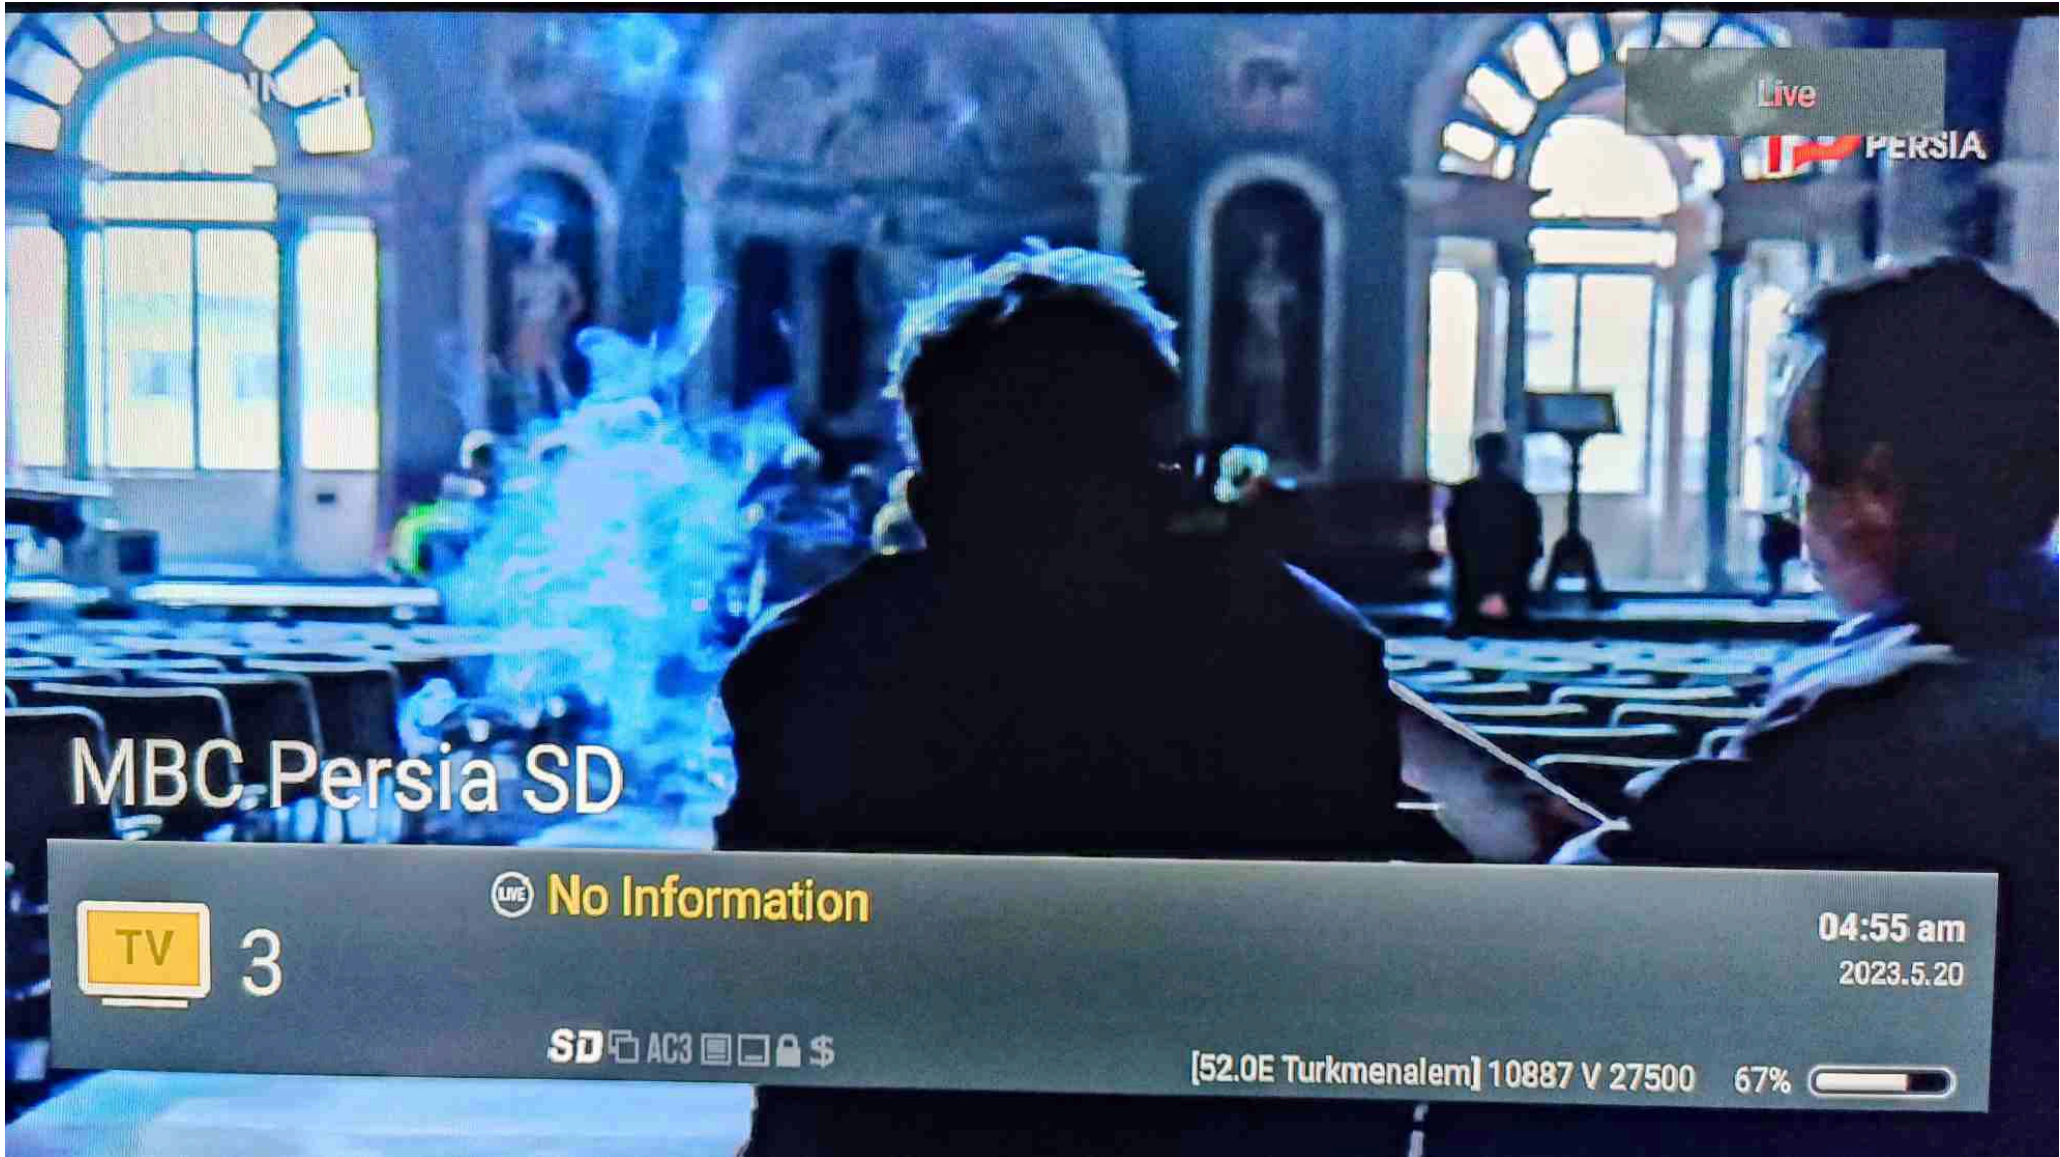 Live
PERSIA
MBC Persia SD
LIVE No Information
TV 3
04:55 am
2023.5.20
SD AC3 $
[52.0E Turkmenalem] 10887 V 27500 67%